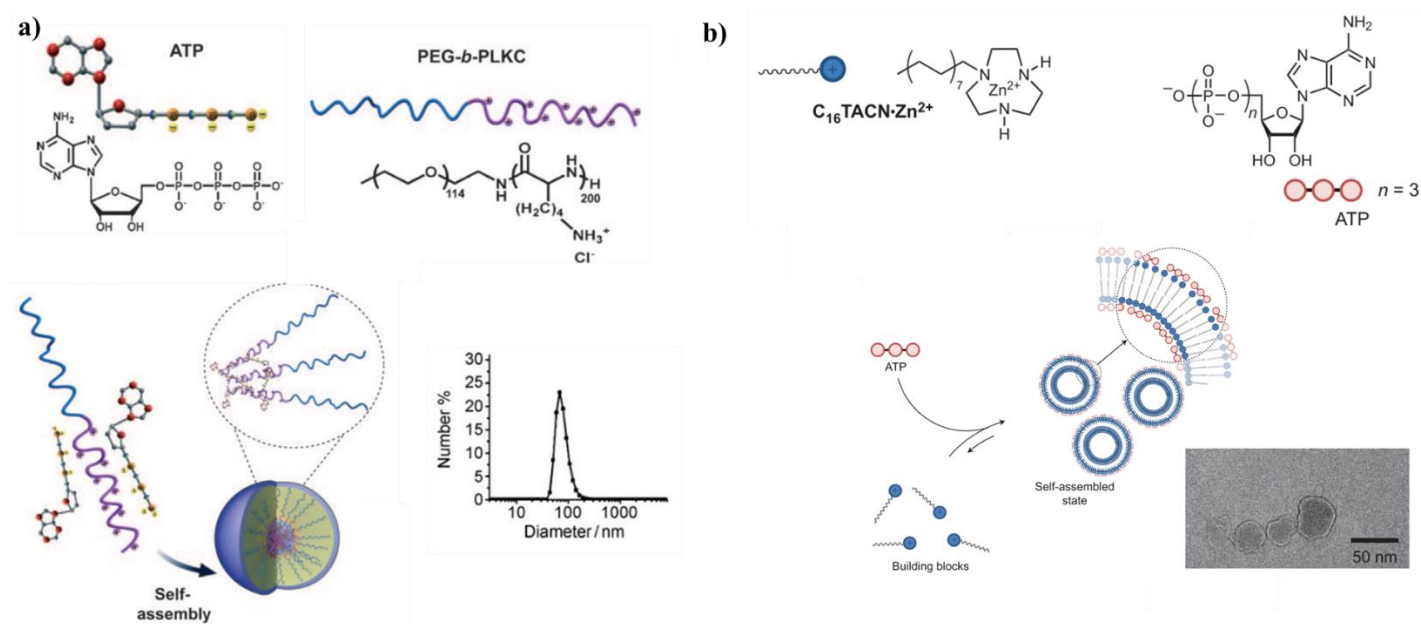 a)
ATP
NH₂
N
N
N
N
O
O
O
O
O-P-O-P-O-P-O⁻
O⁻
O⁻
O⁻
OH
OH
PEG-b-PLKC
O
O
114
N
H
H
N
H
200
(H₂C)₄
NH₃⁺
Cl⁻
Self-
assembly
Number %
30
25
20
15
10
5
0
10
100
1000
Diameter / nm
b)
+
7
N
N
H
Zn²⁺
N
H
C₁₆TACN·Zn²⁺
NH₂
N
N
N
N
O
⁻
P
O
O⁻
n
O
HO
OH
n = 3
ATP
ATP
Self-assembled
state
Building blocks
50 nm